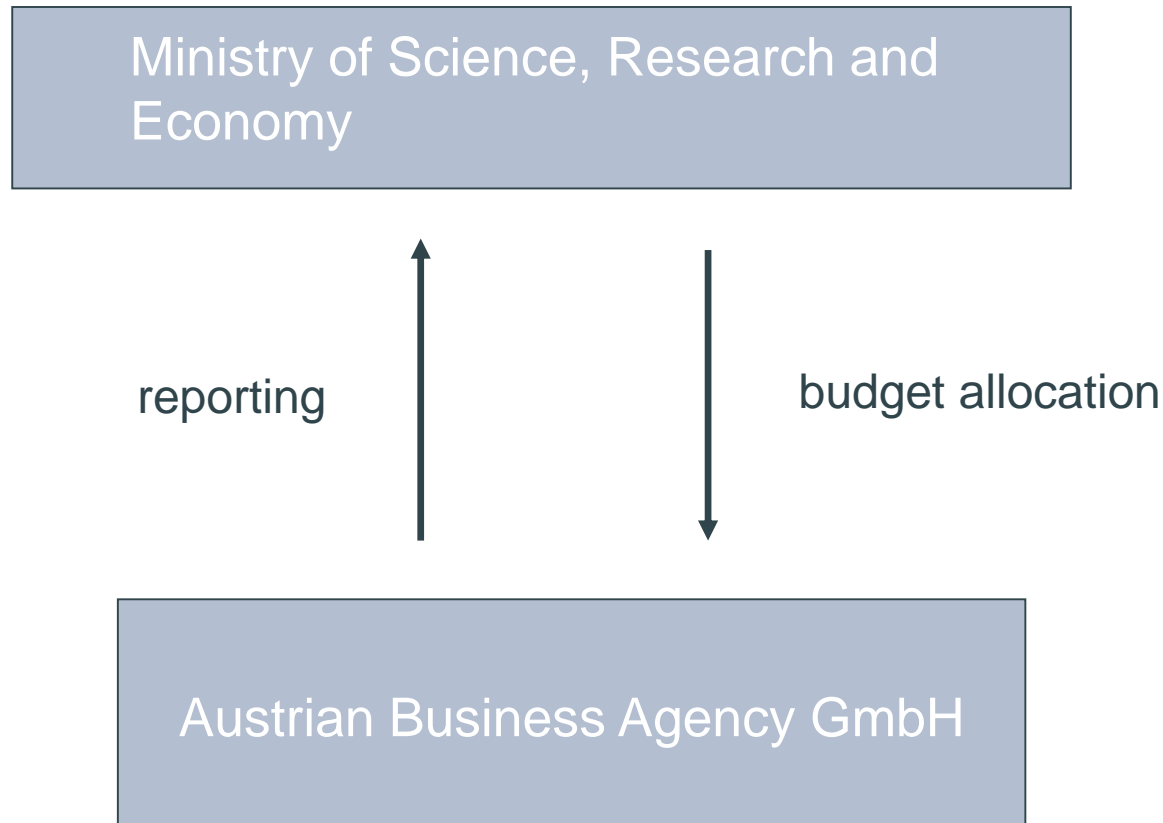 Ministry of Science, Research and
Economy
reporting
budget allocation
Austrian Business Agency GmbH